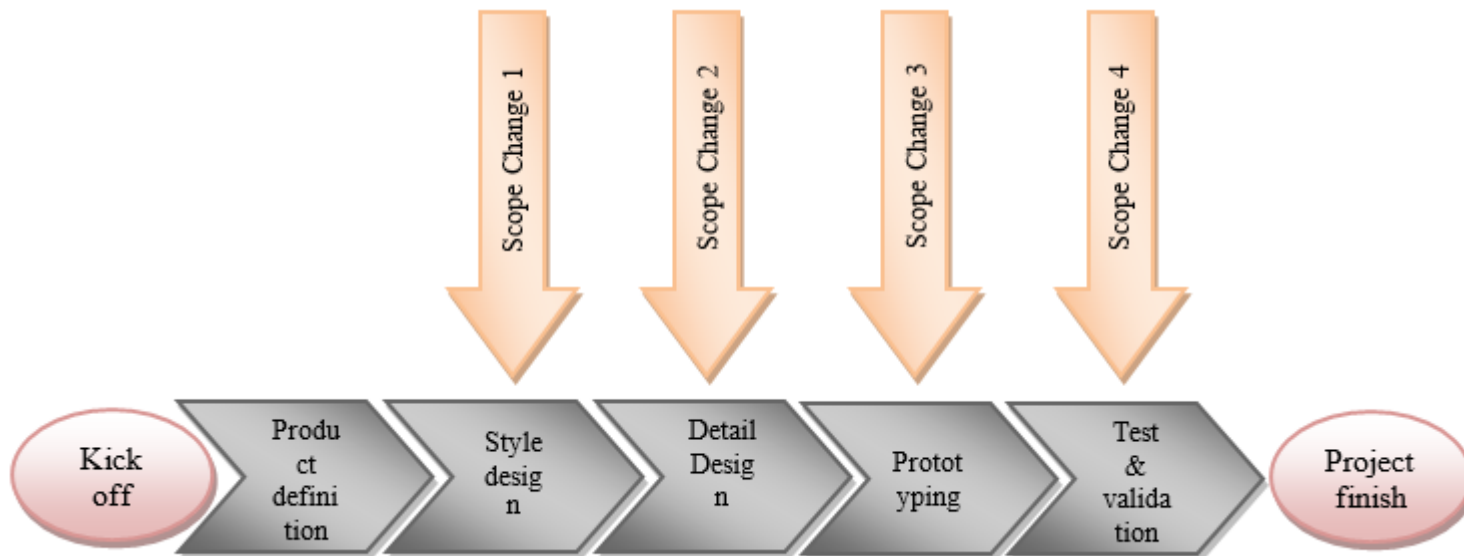 Scope Change 1
Scope Change 2
Scope Change 3
Scope Change 4
Kick
off
Produ
ct
defini
tion
Style
desig
n
Detail
Desig
n
Protot
yping
Test
&
valida
tion
Project
finish